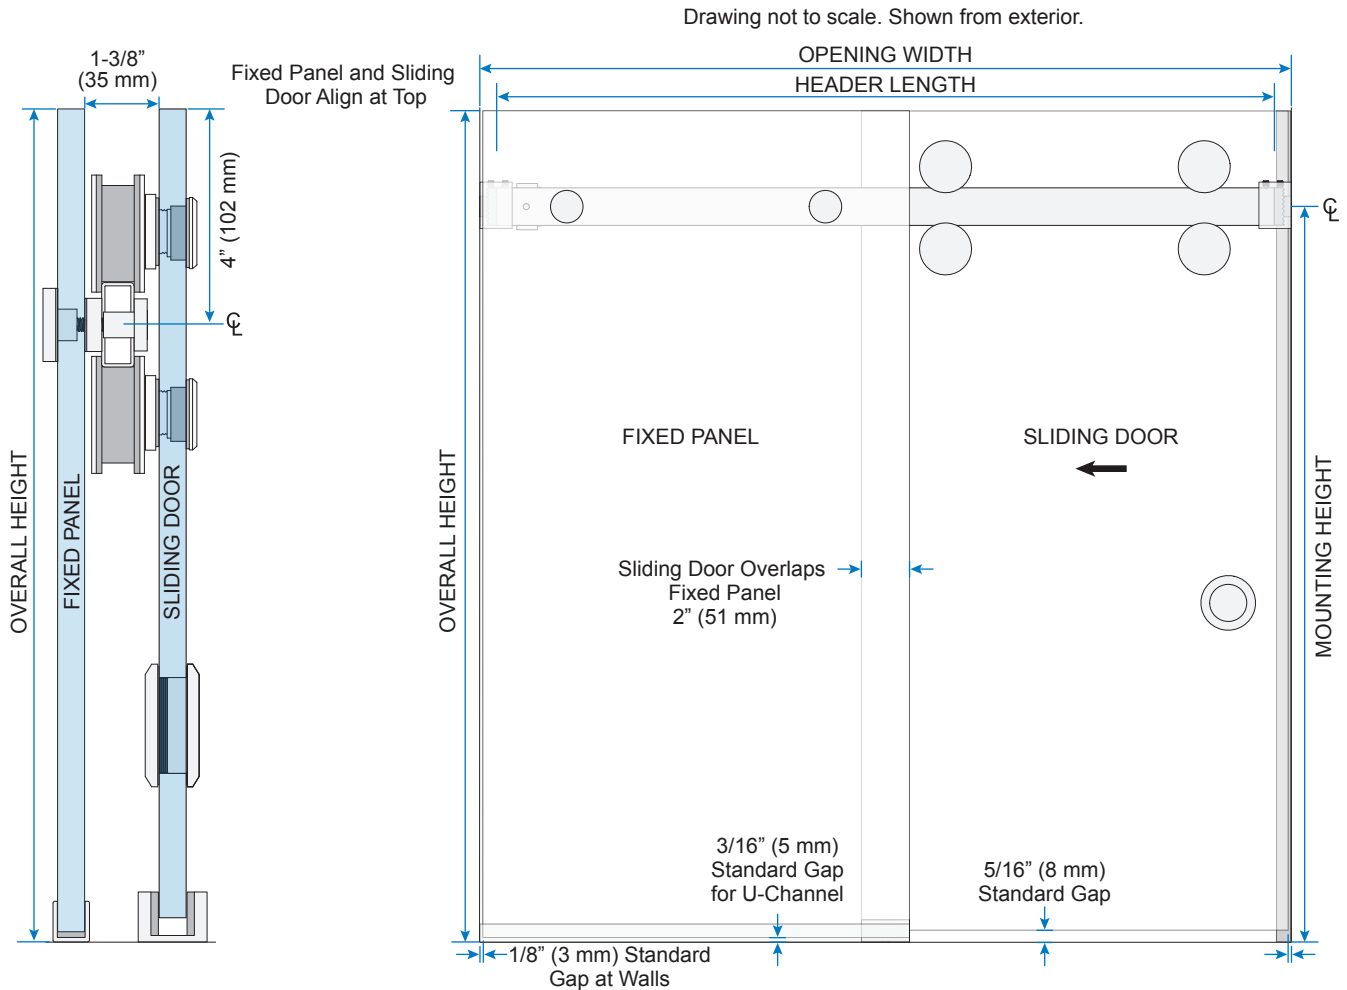 Drawing not to scale. Shown from exterior.
1-3/8”
(35 mm)
Fixed Panel and Sliding
Door Align at Top
4” (102 mm)
℄
OVERALL HEIGHT
FIXED PANEL
SLIDING DOOR
OPENING WIDTH
HEADER LENGTH
℄
OVERALL HEIGHT
FIXED PANEL
SLIDING DOOR
MOUNTING HEIGHT
Sliding Door Overlaps
Fixed Panel
2” (51 mm)
3/16” (5 mm)
Standard Gap
for U-Channel
5/16” (8 mm)
Standard Gap
1/8” (3 mm) Standard
Gap at Walls